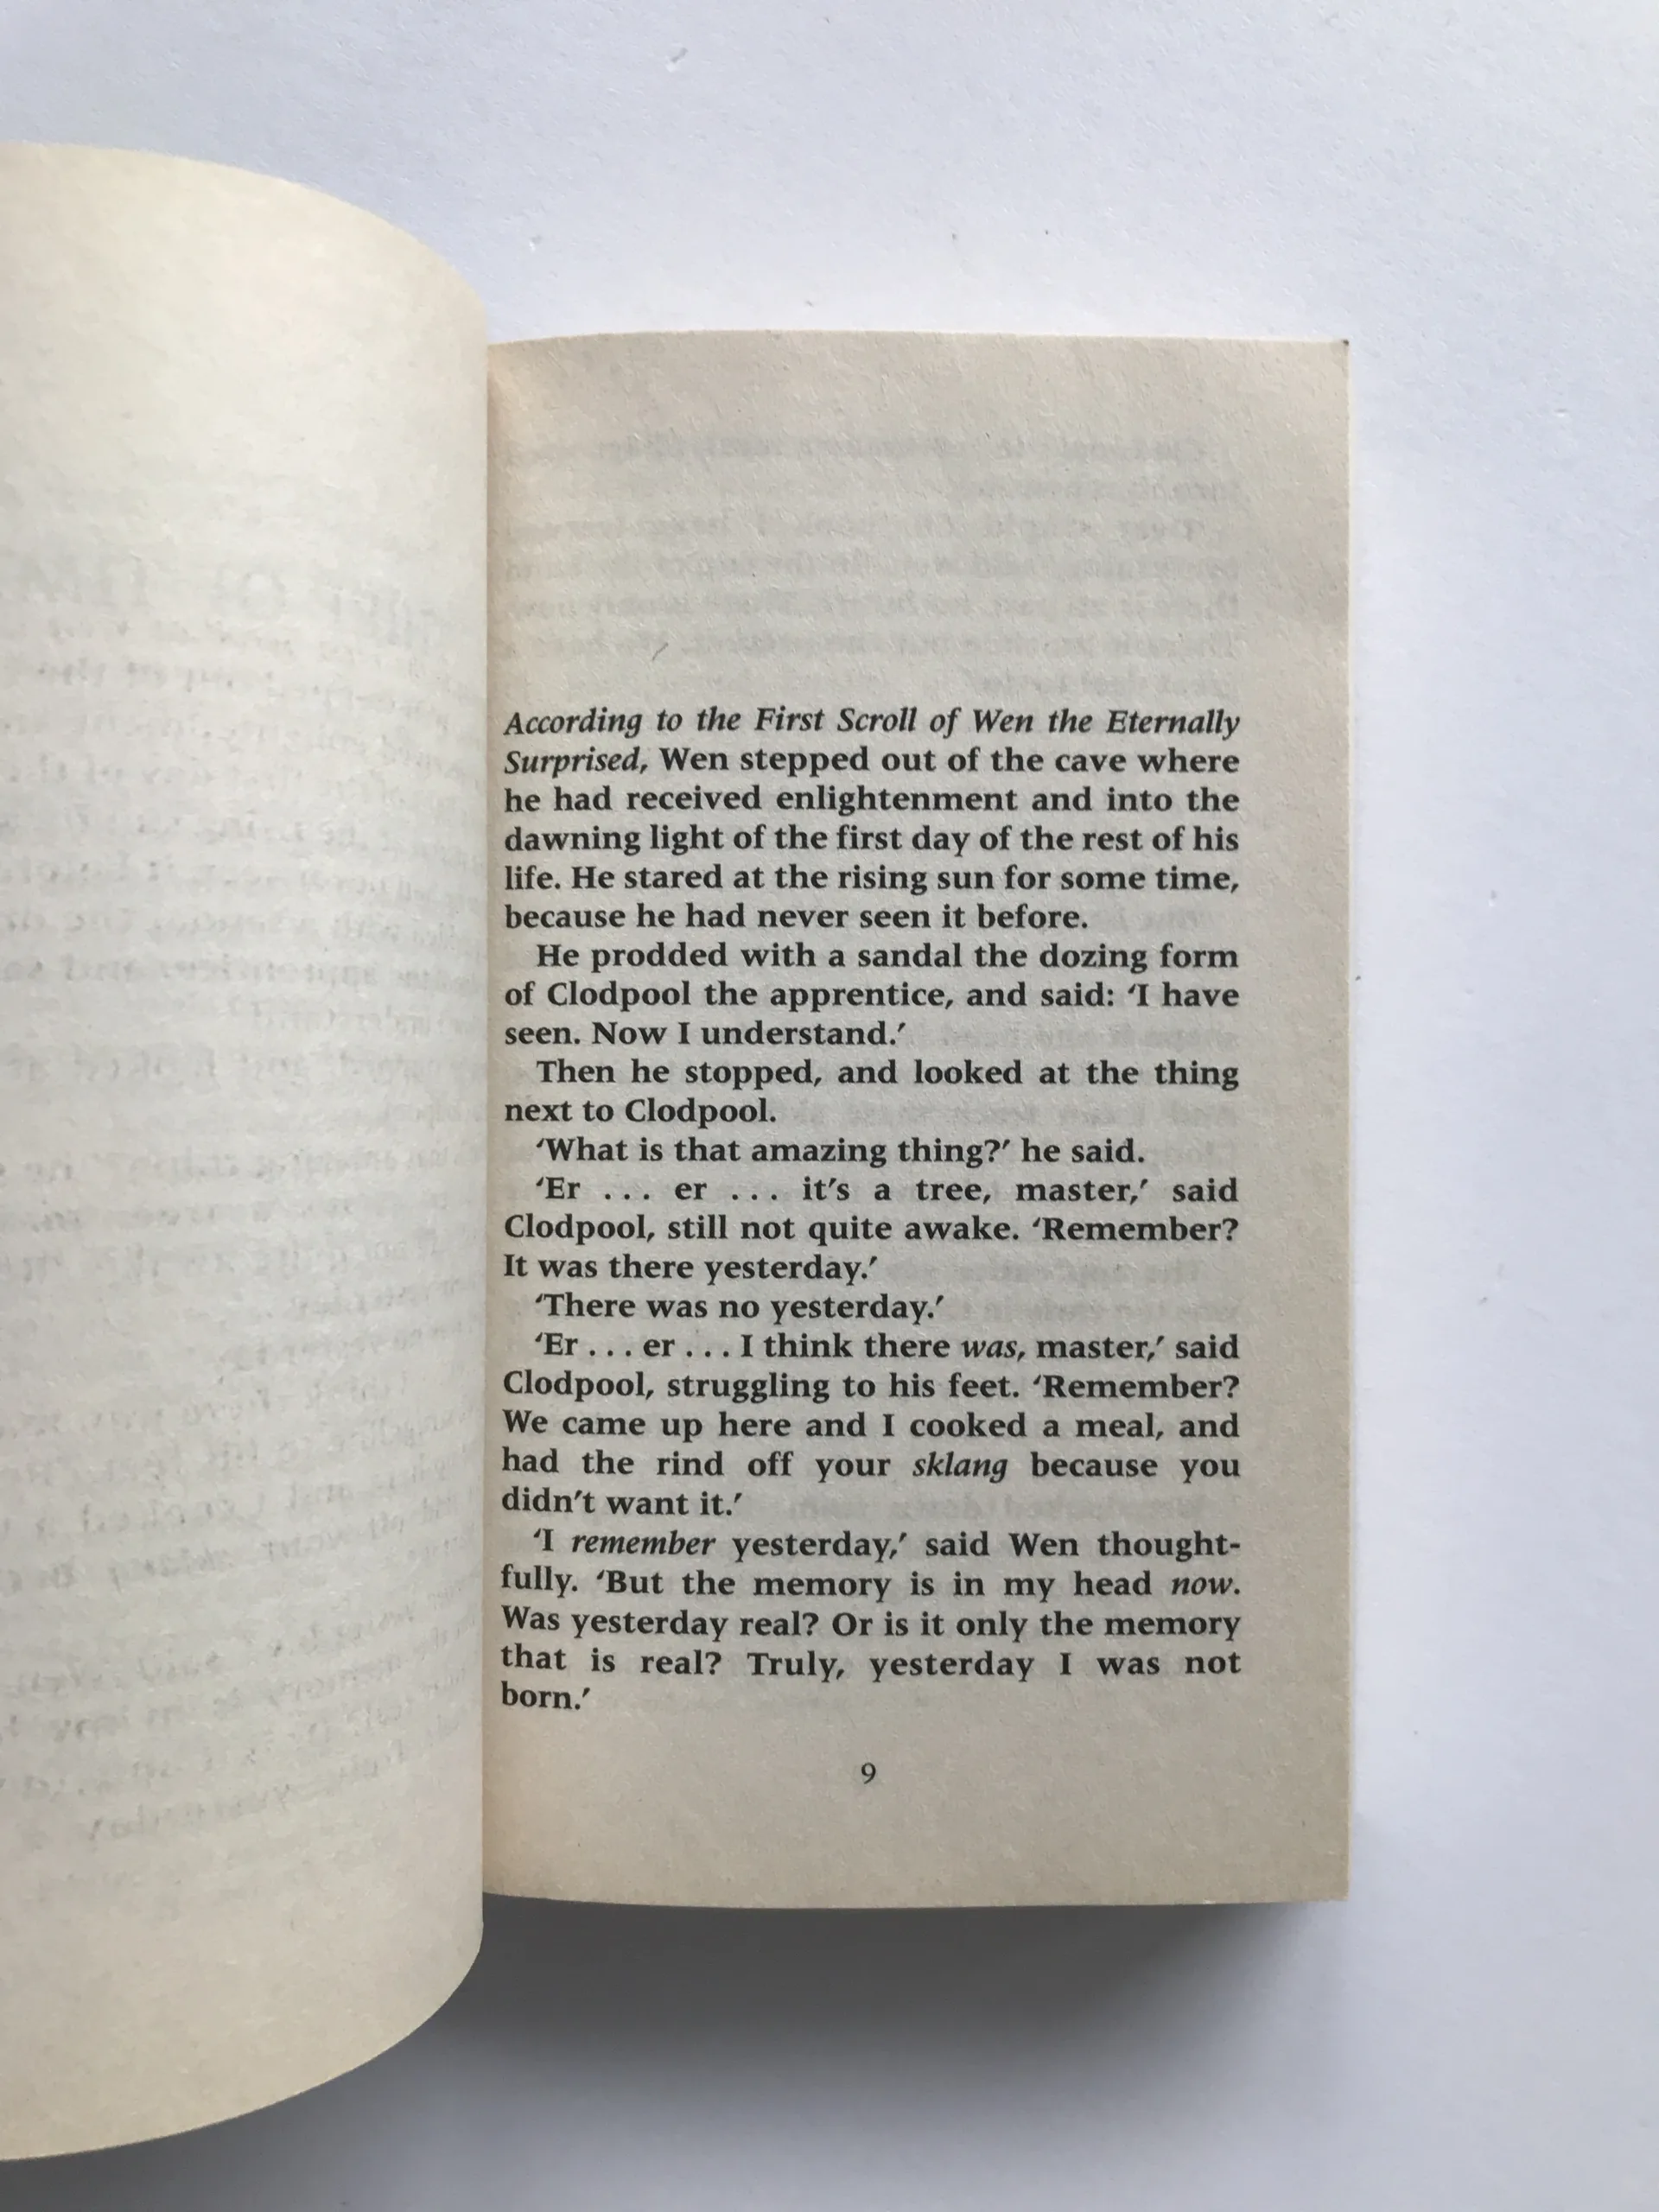 According to the First Scroll of Wen the Eternally
Surprised, Wen stepped out of the cave where
he had received enlightenment and into the
dawning light of the first day of the rest of his
life. He stared at the rising sun for some time,
because he had never seen it before.
He prodded with a sandal the dozing form
of Clodpool the apprentice, and said: ‘I have
seen. Now I understand.’
Then he stopped, and looked at the thing
next to Clodpool.
‘What is that amazing thing?’ he said.
‘Er ... er ... it’s a tree, master,’ said
Clodpool, still not quite awake. ‘Remember?
It was there yesterday.’
‘There was no yesterday.’
‘Er ... er ... I think there was, master,’ said
Clodpool, struggling to his feet. ‘Remember?
We came up here and I cooked a meal, and
had the rind off your sklang because you
didn’t want it.’
‘I remember yesterday,’ said Wen thought-
fully. ‘But the memory is in my head now.
Was yesterday real? Or is it only the memory
that is real? Truly, yesterday I was not
born.’
9